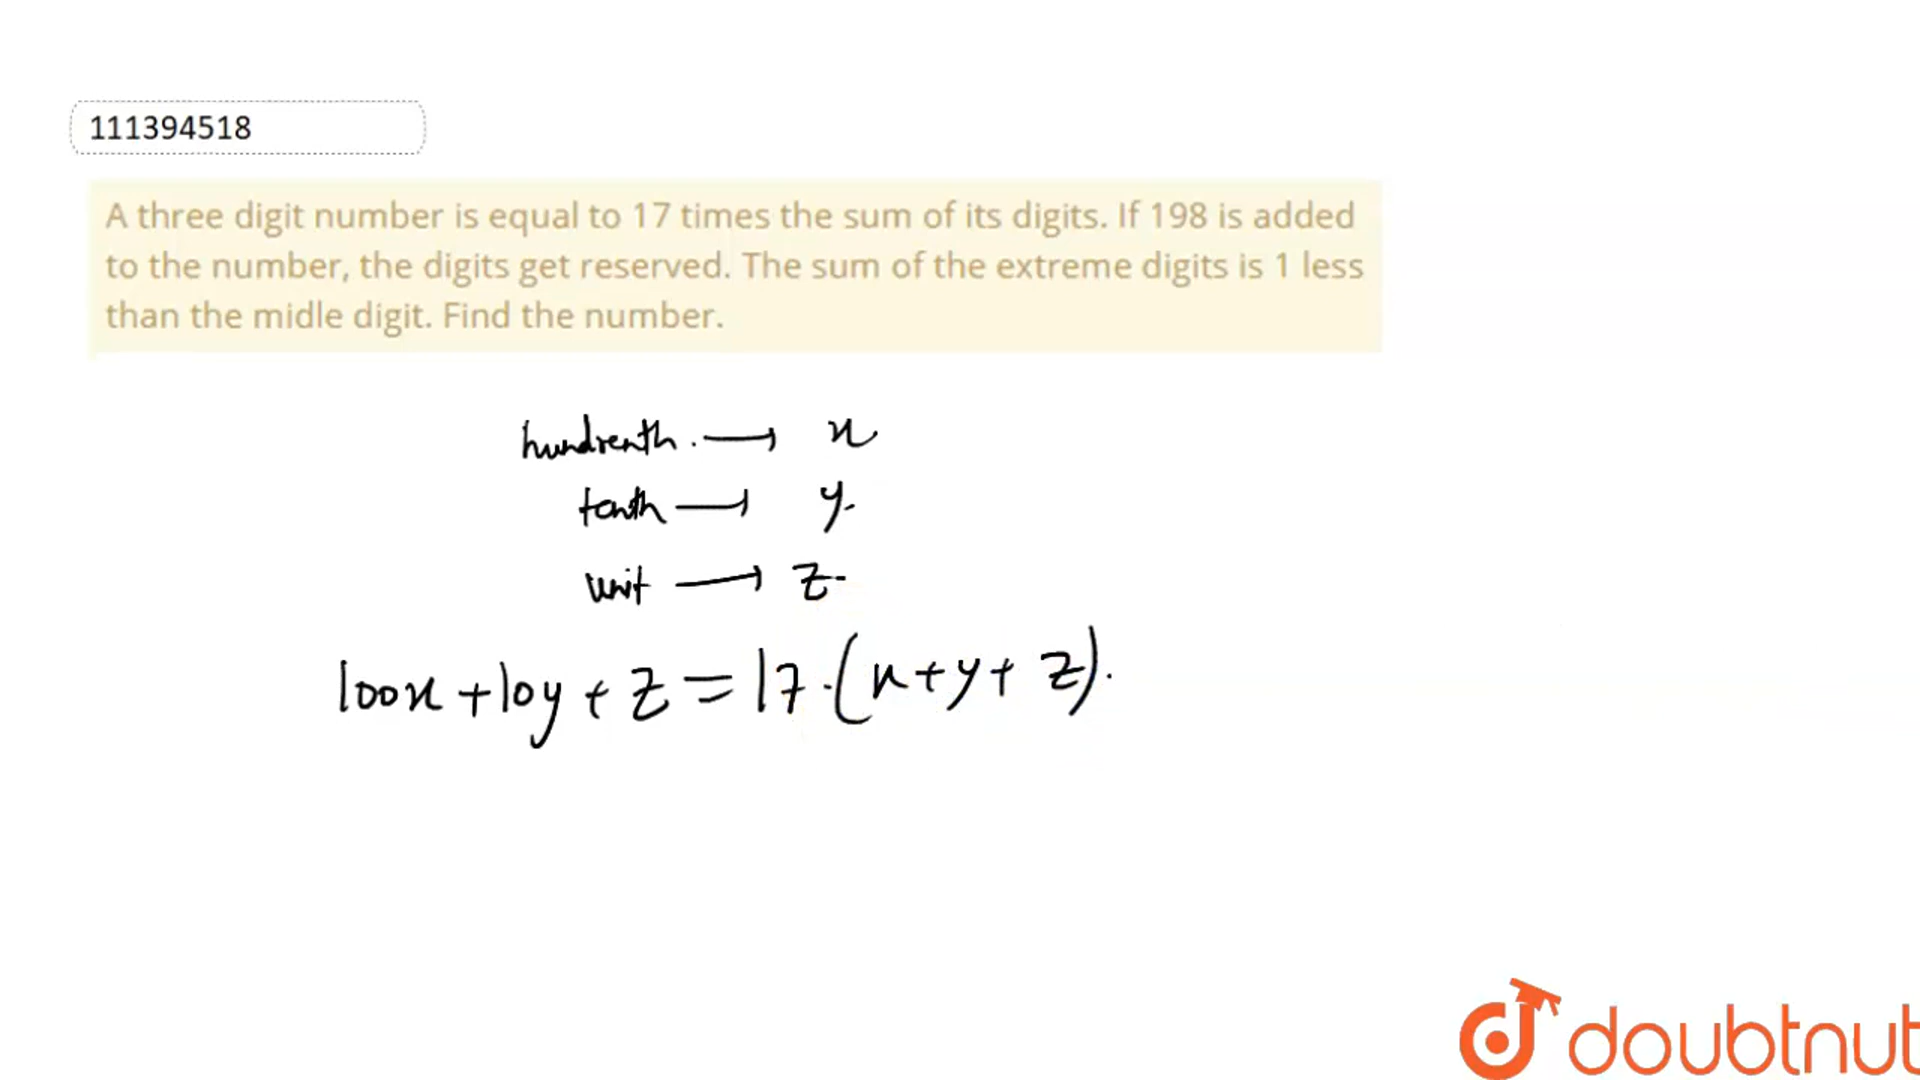 111394518
A three digit number is equal to 17 times the sum of its digits. If 198 is added
to the number, the digits get reserved. The sum of the extreme digits is 1 less
than the midle digit. Find the number.
hundrenth. → x
tenth → y.
unit → z.
100x + 10y + z = 17.(x+y+ z).
doubtnut